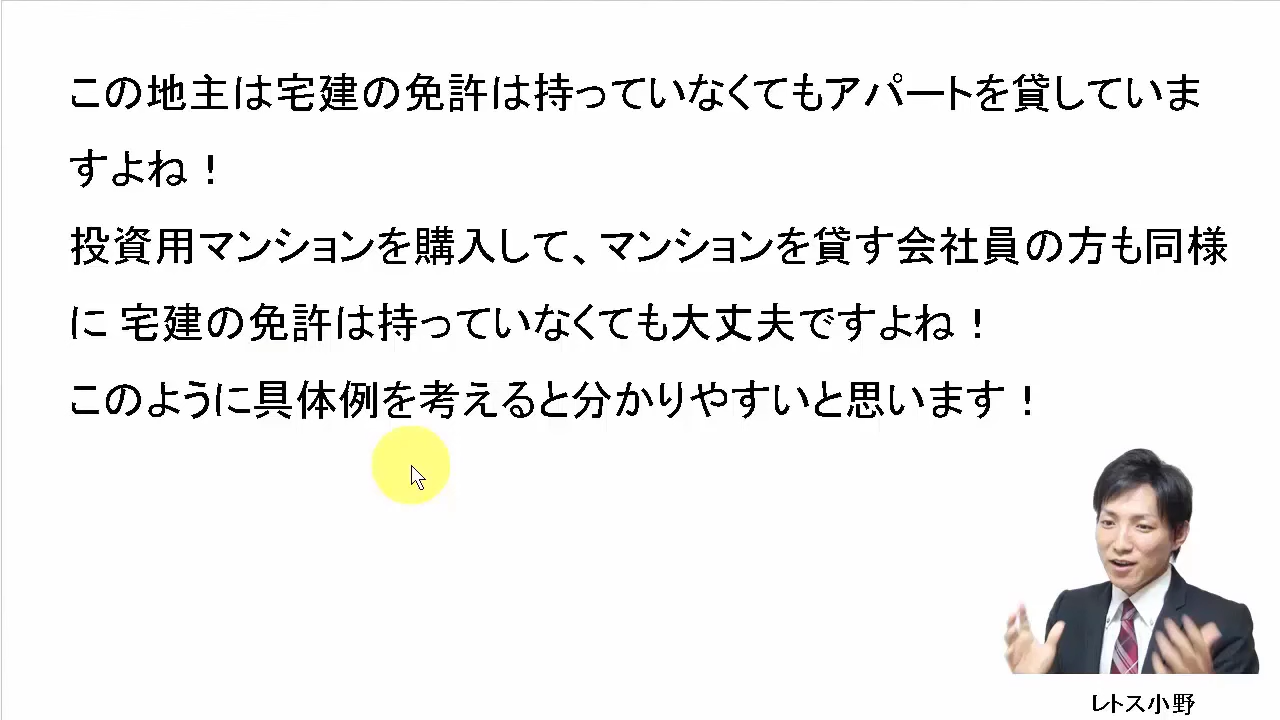 この地主は宅建の免許は持っていなくてもアパートを貸していま
すよね！
投資用マンションを購入して、マンションを貸す会社員の方も同様
に 宅建の免許は持っていなくても大丈夫ですよね！
このように具体例を考えると分かりやすいと思います！
レトス小野